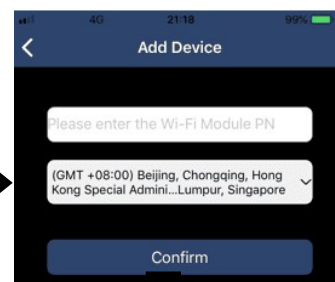 4G 21:18 99%
Add Device
Please enter the Wi-Fi Module PN
(GMT +08:00) Beijing, Chongqing, Hong
Kong Special Admini...Lumpur, Singapore
Confirm